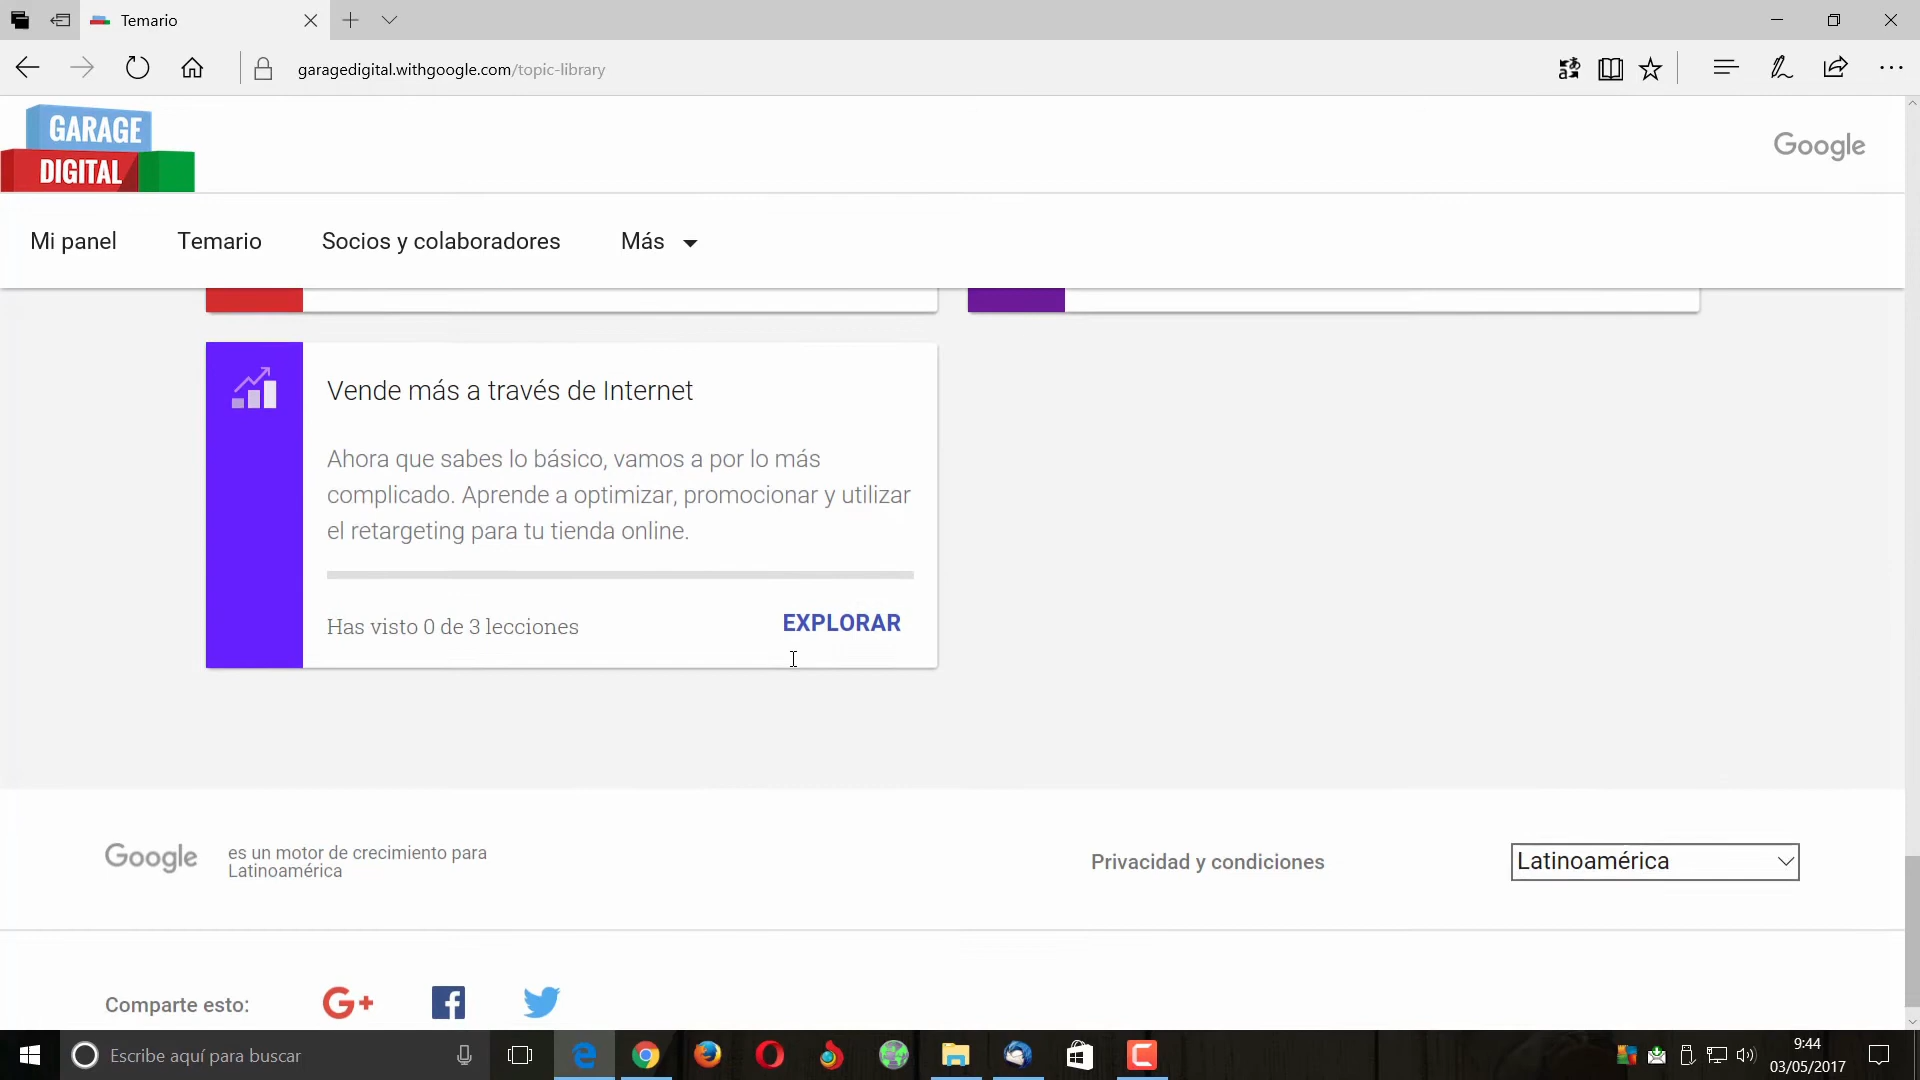 Temario
garagedigital.withgoogle.com/topic-library
GARAGE
DIGITAL
Google
Mi panel
Temario
Socios y colaboradores
Más
Vende más a través de Internet
Ahora que sabes lo básico, vamos a por lo más
complicado. Aprende a optimizar, promocionar y utilizar
el retargeting para tu tienda online.
Has visto 0 de 3 lecciones
EXPLORAR
Google
es un motor de crecimiento para
Latinoamérica
Privacidad y condiciones
Latinoamérica
Comparte esto:
G+
Escribe aquí para buscar
9:44
03/05/2017